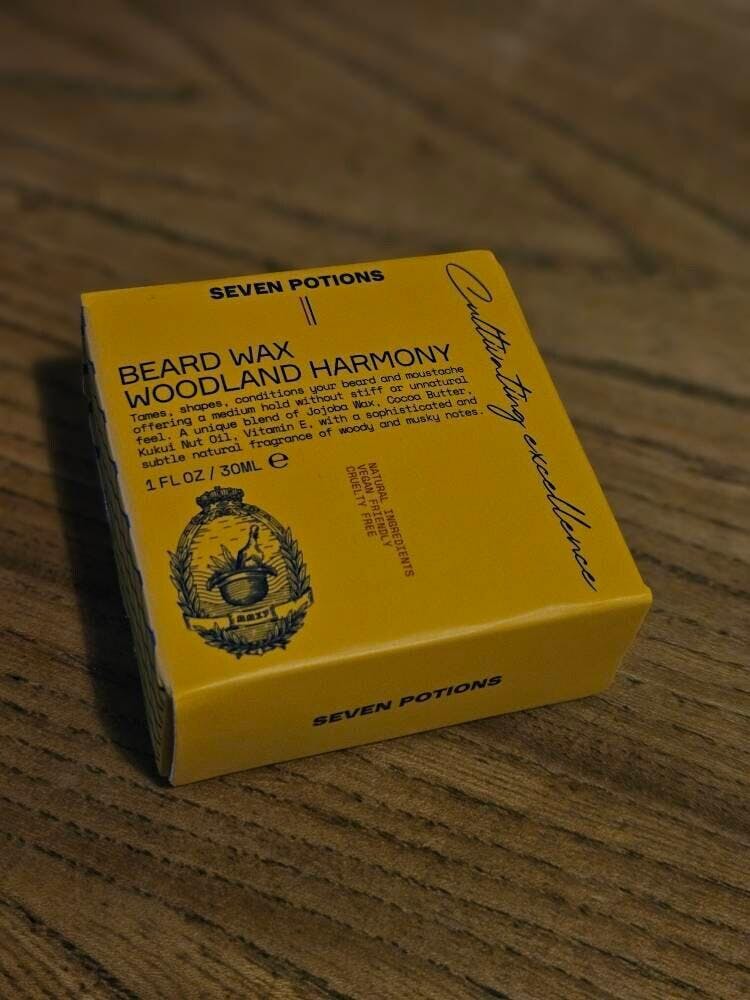 SEVEN POTIONS
BEARD WAX
WOODLAND HARMONY
Tames, shapes, conditions your beard and moustache
offering a medium hold without stiff or unnatural
feel. A unique blend of Jojoba Wax, Cocoa Butter,
Kukui Nut Oil, Vitamin E, with a sophisticated and
subtle natural fragrance of woody and musky notes.
1 FL OZ / 30ML ℮
NATURAL INGREDIENTS
VEGAN FRIENDLY
CRUELTY FREE
Cultivating excellence
SEVEN POTIONS